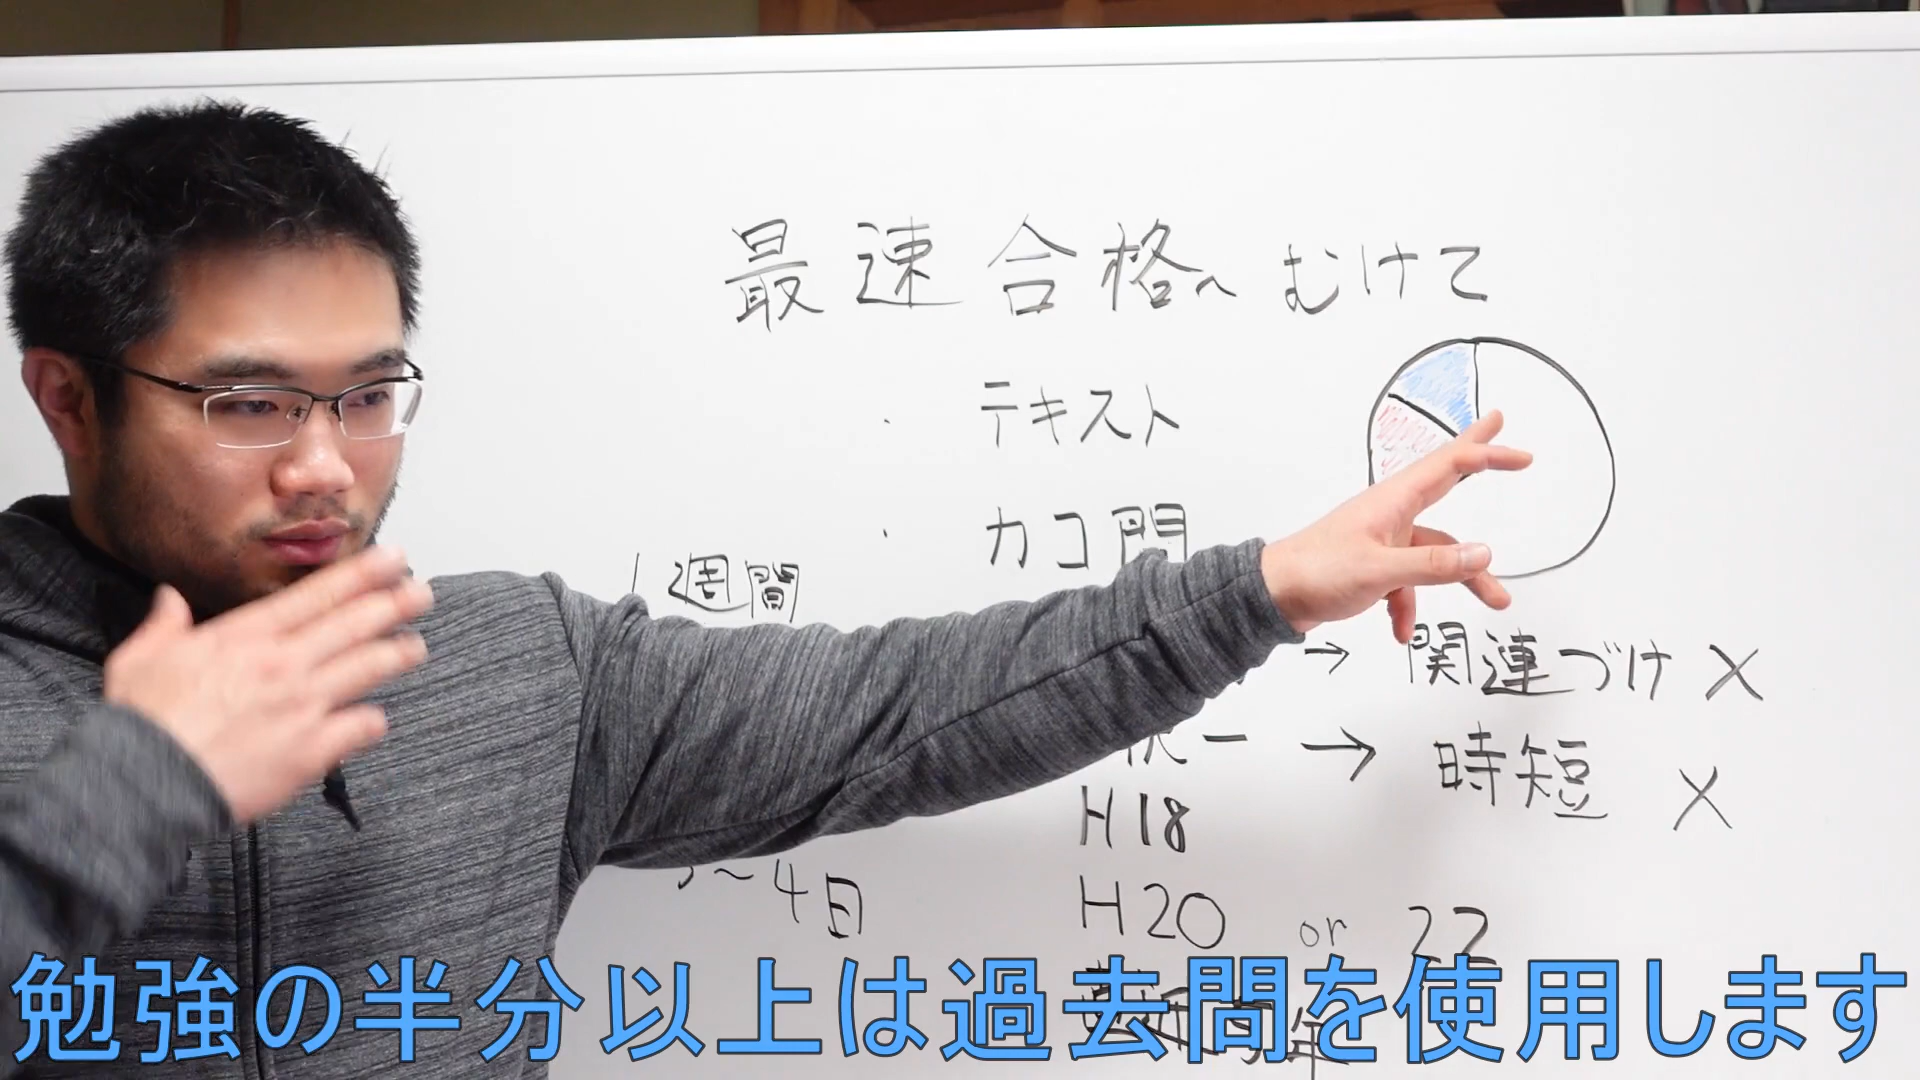 最速合格へむけて
・ テキスト
・ カコ問
1週間
→ 関連づけ X
→ 時短 X
H18
~4日
H20 or 22
年
勉強の半分以上は過去問を使用します